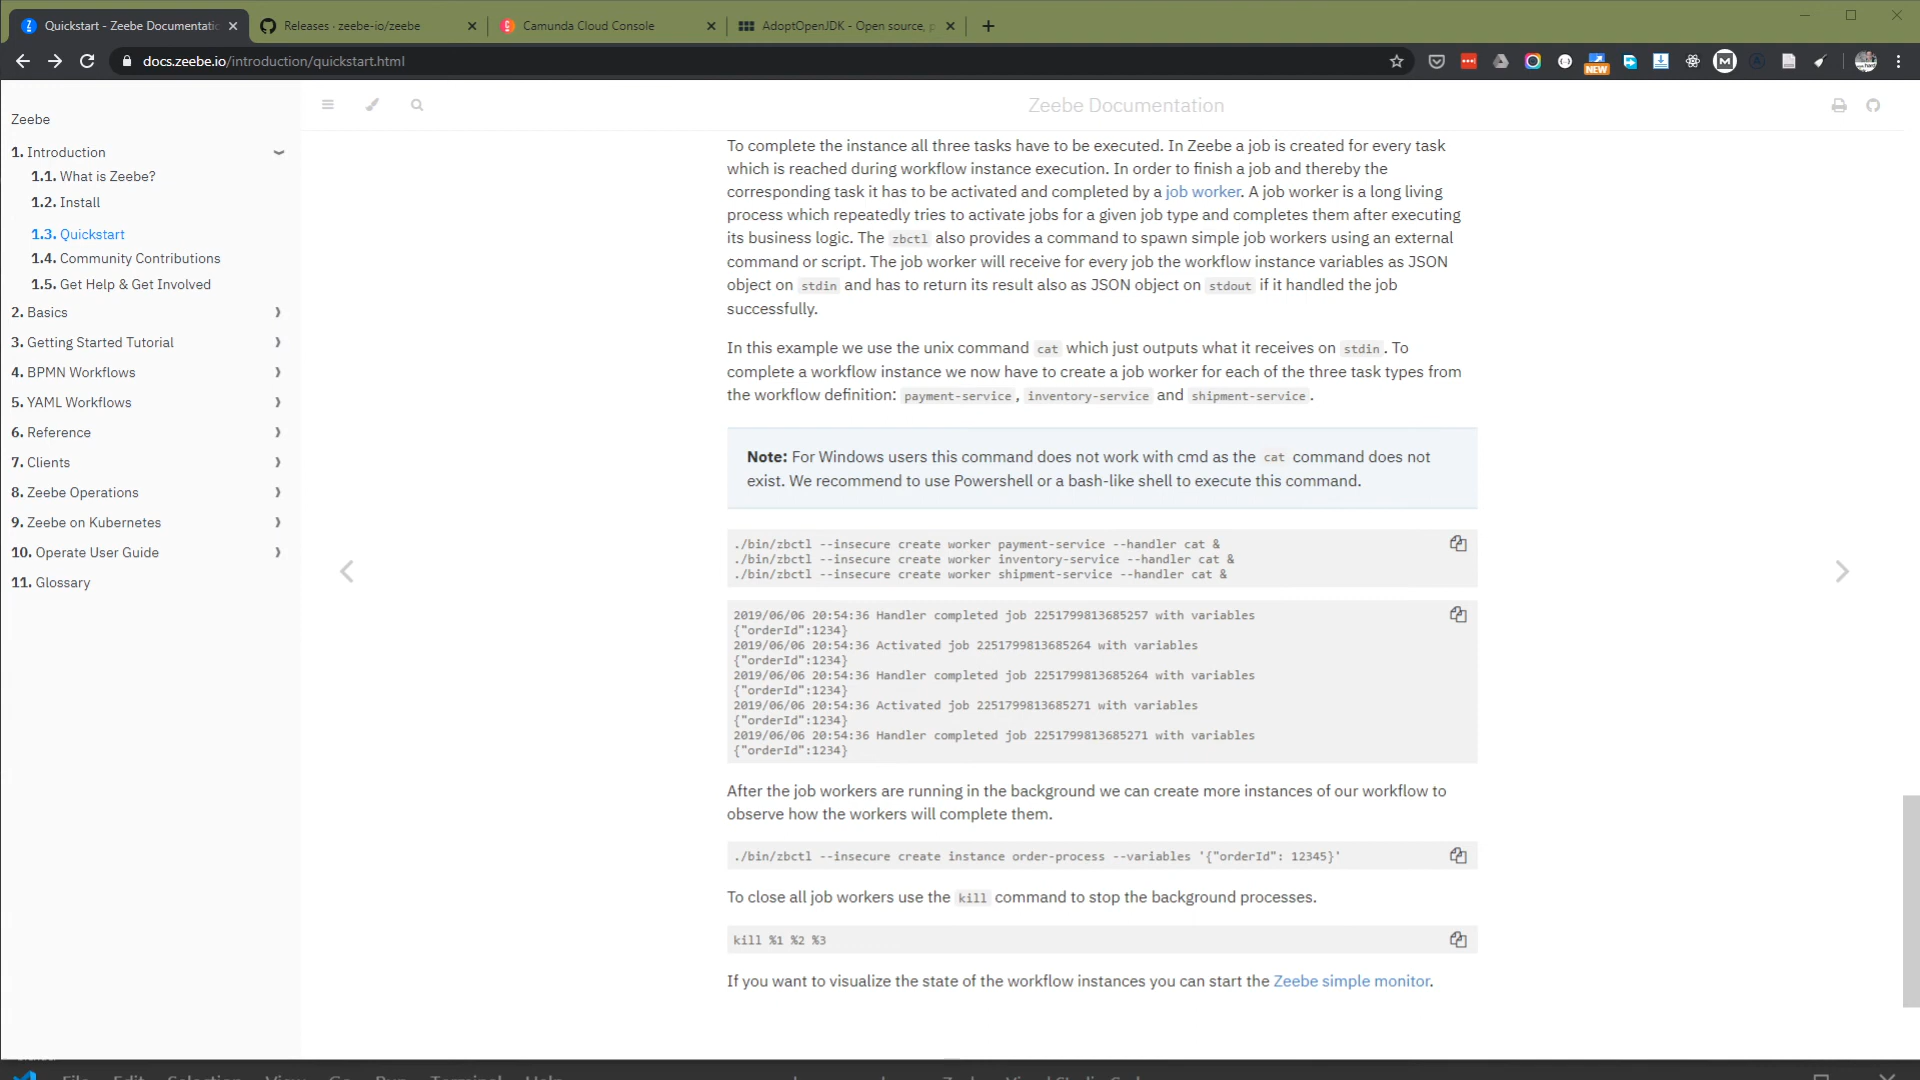 Quickstart - Zeebe Documentatio
Releases · zeebe-io/zeebe
Camunda Cloud Console
AdoptOpenJDK - Open source, p
docs.zeebe.io/introduction/quickstart.html
NEW
Zeebe Documentation
Zeebe
1. Introduction
1.1. What is Zeebe?
1.2. Install
1.3. Quickstart
1.4. Community Contributions
1.5. Get Help & Get Involved
2. Basics
3. Getting Started Tutorial
4. BPMN Workflows
5. YAML Workflows
6. Reference
7. Clients
8. Zeebe Operations
9. Zeebe on Kubernetes
10. Operate User Guide
11. Glossary
To complete the instance all three tasks have to be executed. In Zeebe a job is created for every task
which is reached during workflow instance execution. In order to finish a job and thereby the
corresponding task it has to be activated and completed by a job worker. A job worker is a long living
process which repeatedly tries to activate jobs for a given job type and completes them after executing
its business logic. The zbctl also provides a command to spawn simple job workers using an external
command or script. The job worker will receive for every job the workflow instance variables as JSON
object on stdin and has to return its result also as JSON object on stdout if it handled the job
successfully.
In this example we use the unix command cat which just outputs what it receives on stdin. To
complete a workflow instance we now have to create a job worker for each of the three task types from
the workflow definition: payment-service, inventory-service and shipment-service.
Note: For Windows users this command does not work with cmd as the cat command does not
exist. We recommend to use Powershell or a bash-like shell to execute this command.
./bin/zbctl --insecure create worker payment-service --handler cat &
./bin/zbctl --insecure create worker inventory-service --handler cat &
./bin/zbctl --insecure create worker shipment-service --handler cat &
2019/06/06 20:54:36 Handler completed job 2251799813685257 with variables
{"orderId":1234}
2019/06/06 20:54:36 Activated job 2251799813685264 with variables
{"orderId":1234}
2019/06/06 20:54:36 Handler completed job 2251799813685264 with variables
{"orderId":1234}
2019/06/06 20:54:36 Activated job 2251799813685271 with variables
{"orderId":1234}
2019/06/06 20:54:36 Handler completed job 2251799813685271 with variables
{"orderId":1234}
After the job workers are running in the background we can create more instances of our workflow to
observe how the workers will complete them.
./bin/zbctl --insecure create instance order-process --variables '{"orderId": 12345}'
To close all job workers use the kill command to stop the background processes.
kill %1 %2 %3
If you want to visualize the state of the workflow instances you can start the Zeebe simple monitor.
File Edit Selection View Go Run Terminal Help
Visual Studio Code